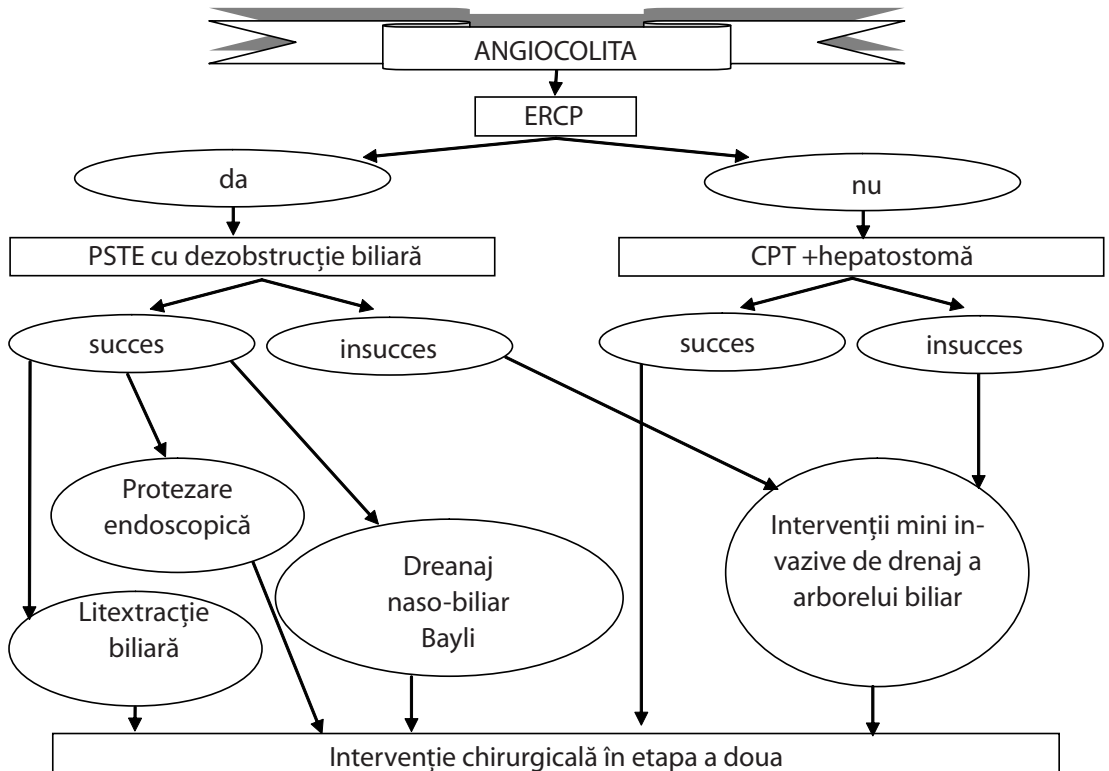 ANGIOCOLITA
ERCP
da
nu
PSTE cu dezobstrucție biliară
CPT +hepatostomă
succes
insucces
succes
insucces
Protezare
endoscopică
Dreanaj
naso-biliar
Bayli
Intervenții mini in-
vazive de drenaj a
arborelui biliar
Litextracție
biliară
Intervenție chirurgicală în etapa a doua